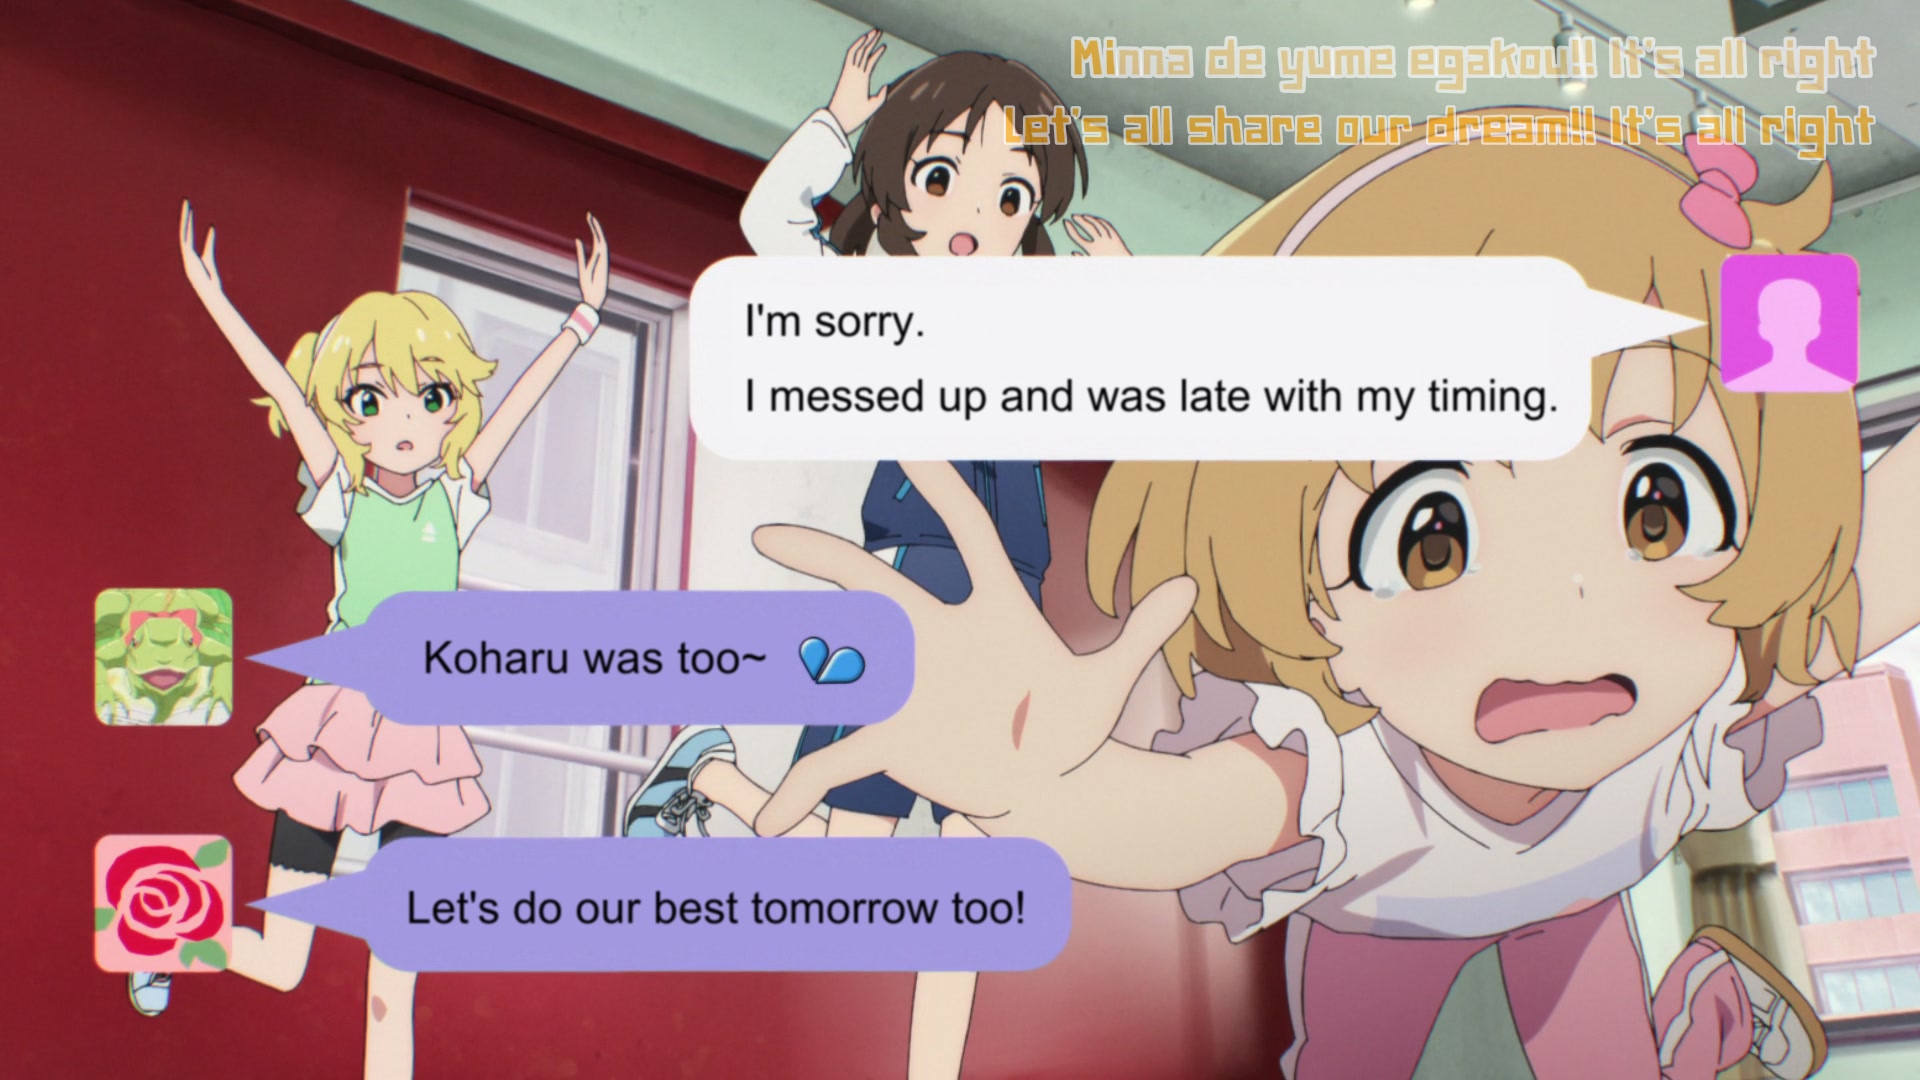 Minna de yume egakou!! It's all right
Let's all share our dream!! It's all right
I'm sorry.
I messed up and was late with my timing.
Koharu was too~ 💔
Let's do our best tomorrow too!